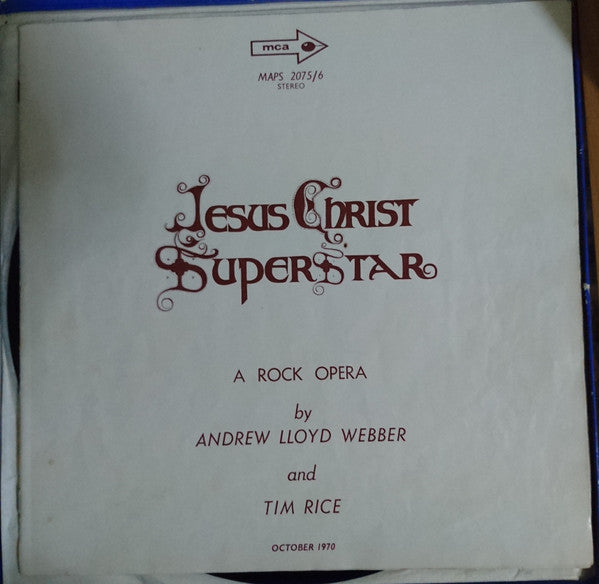 mca
MAPS 2075/6
STEREO
Jesus Christ
SuperStar
A ROCK OPERA
by
ANDREW LLOYD WEBBER
and
TIM RICE
OCTOBER 1970